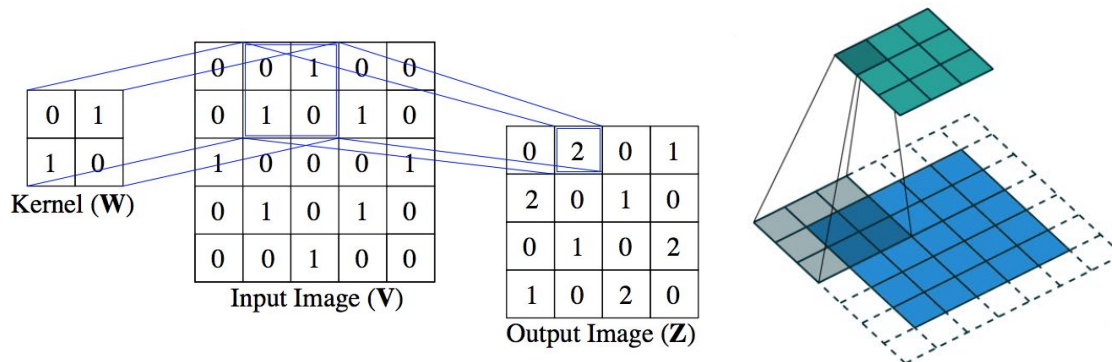 0 1
1 0
Kernel (W)
0 0 1 0 0
0 1 0 1 0
1 0 0 0 1
0 1 0 1 0
0 0 1 0 0
Input Image (V)
0 2 0 1
2 0 1 0
0 1 0 2
1 0 2 0
Output Image (Z)